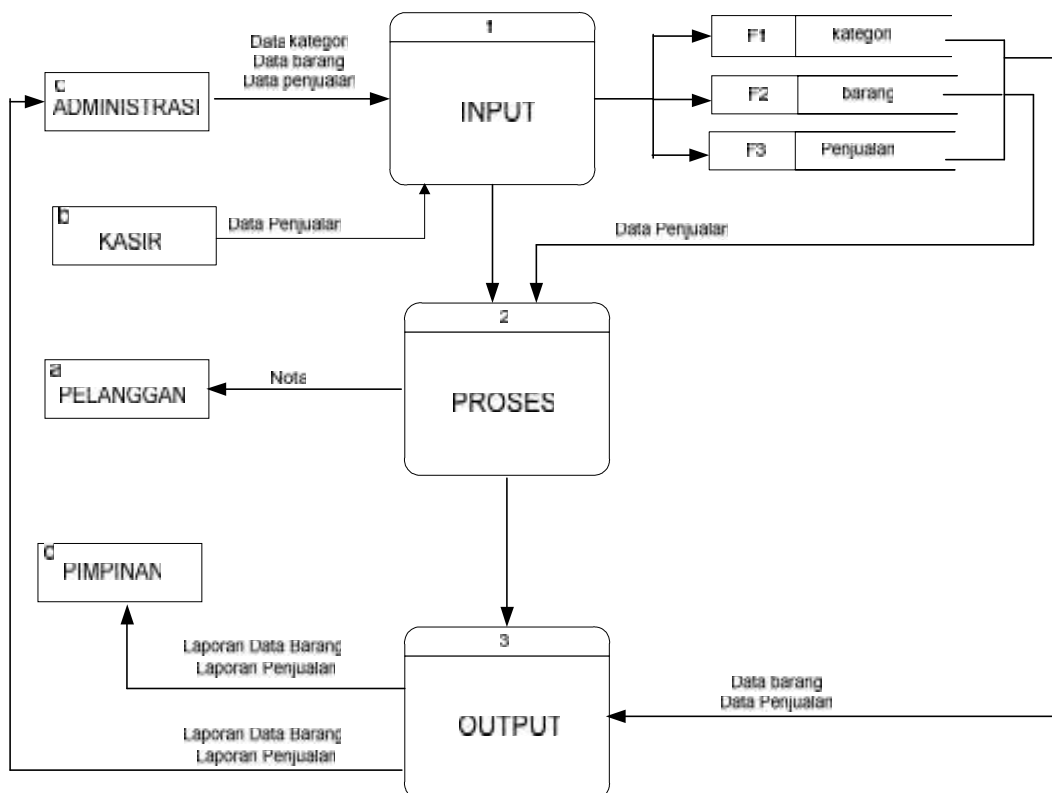 1
INPUT
Data kategori
Data barang
Data penjualan
c
ADMINISTRASI
F1 kategori
F2 barang
F3 Penjualan
b
KASIR
Data Penjualan
Data Penjualan
2
PROSES
a
PELANGGAN
Nota
PIMPINAN
3
OUTPUT
Laporan Data Barang
Laporan Penjualan
Laporan Data Barang
Laporan Penjualan
Data barang
Data Penjualan